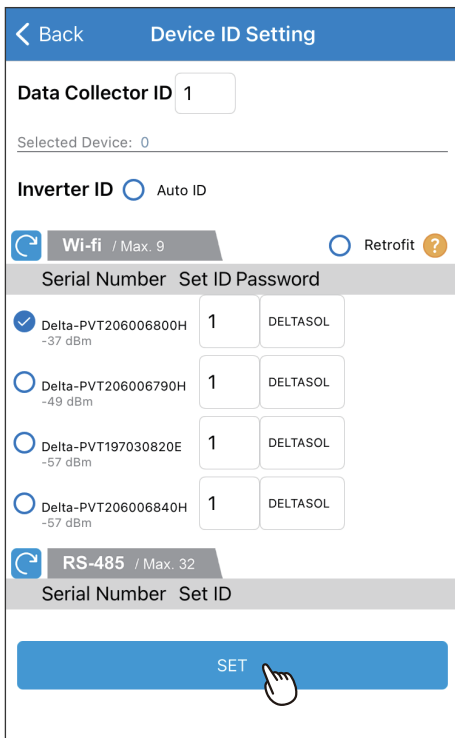 Back Device ID Setting
Data Collector ID 1
Selected Device: 0
Inverter ID Auto ID
Wi-fi / Max. 9 Retrofit ?
Serial Number Set ID Password
Delta-PVT206006800H 1 DELTASOL
-37 dBm
Delta-PVT206006790H 1 DELTASOL
-49 dBm
Delta-PVT197030820E 1 DELTASOL
-57 dBm
Delta-PVT206006840H 1 DELTASOL
-57 dBm
RS-485 / Max. 32
Serial Number Set ID
SET